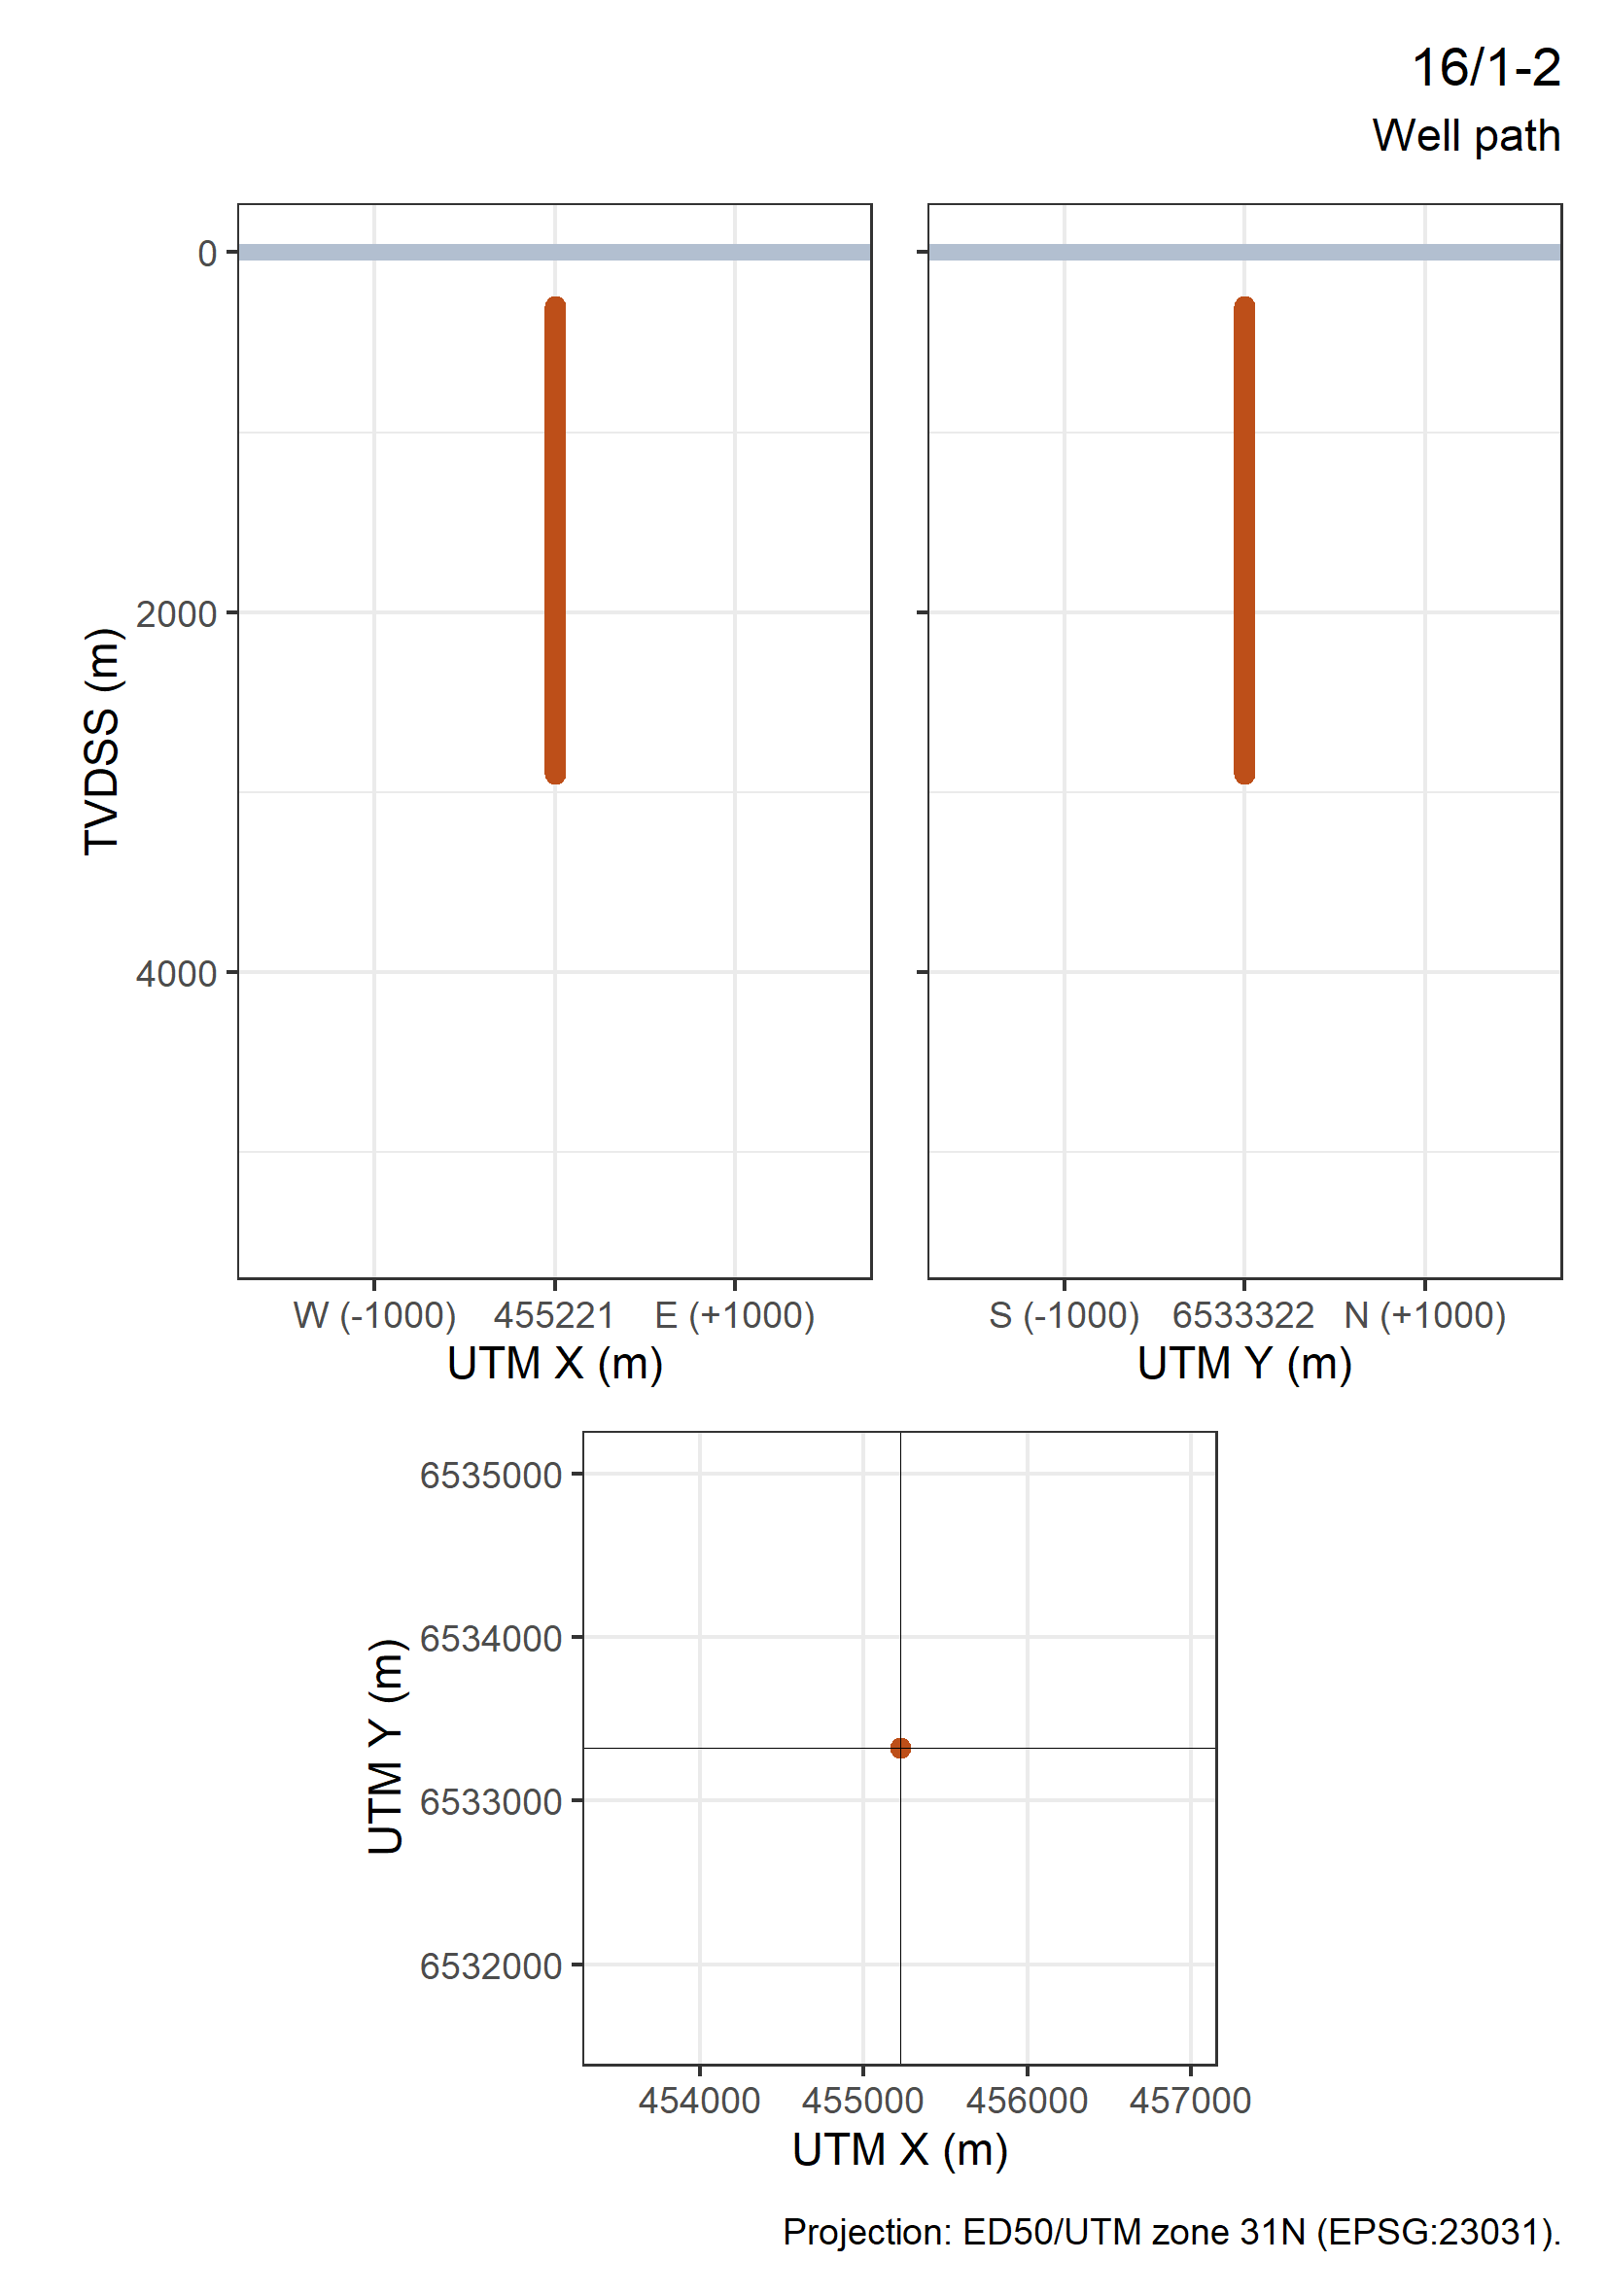 16/1-2
Well path
TVDSS (m)
0
2000
4000
W (-1000) 455221 E (+1000)
UTM X (m)
S (-1000) 6533322 N (+1000)
UTM Y (m)
UTM Y (m)
6535000
6534000
6533000
6532000
454000 455000 456000 457000
UTM X (m)
Projection: ED50/UTM zone 31N (EPSG:23031).